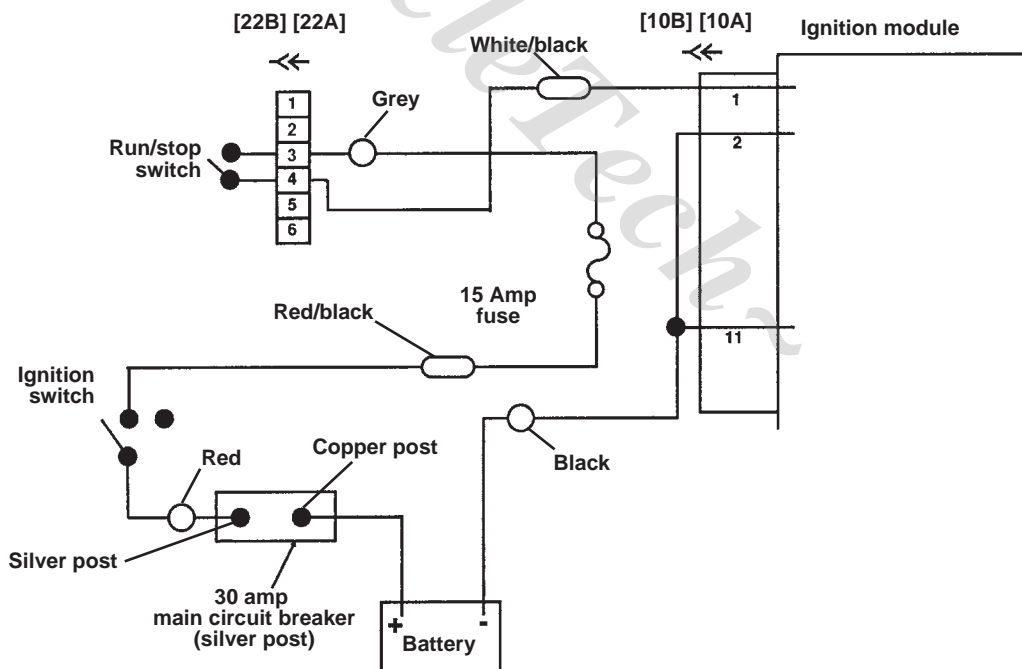 [22B] [22A]
[10B] [10A]
Ignition module
White/black
Grey
1
2
3
4
5
6
Run/stop
switch
1
2
11
15 Amp
fuse
Red/black
Ignition
switch
Red
Copper post
Black
Silver post
30 amp
main circuit breaker
(silver post)
+
-
Battery
leTech~